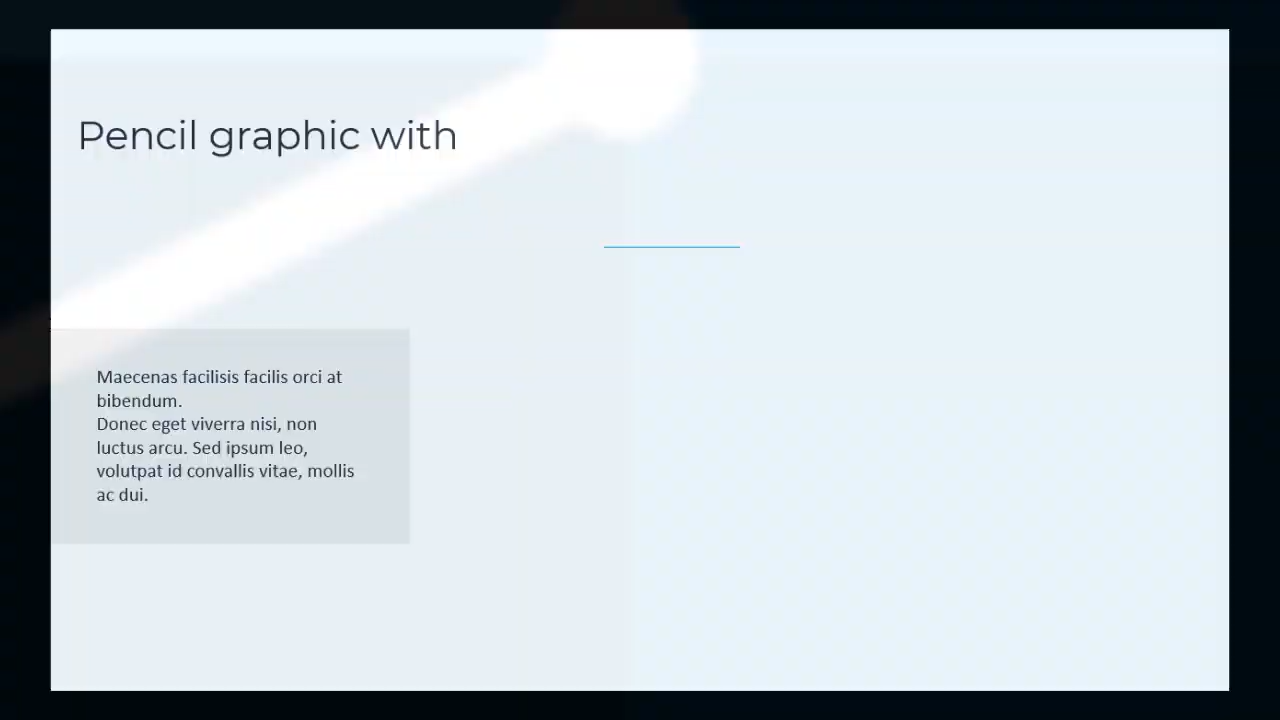 Pencil graphic with
Maecenas facilisis facilis orci at
bibendum.
Donec eget viverra nisi, non
luctus arcu. Sed ipsum leo,
volutpat id convallis vitae, mollis
ac dui.